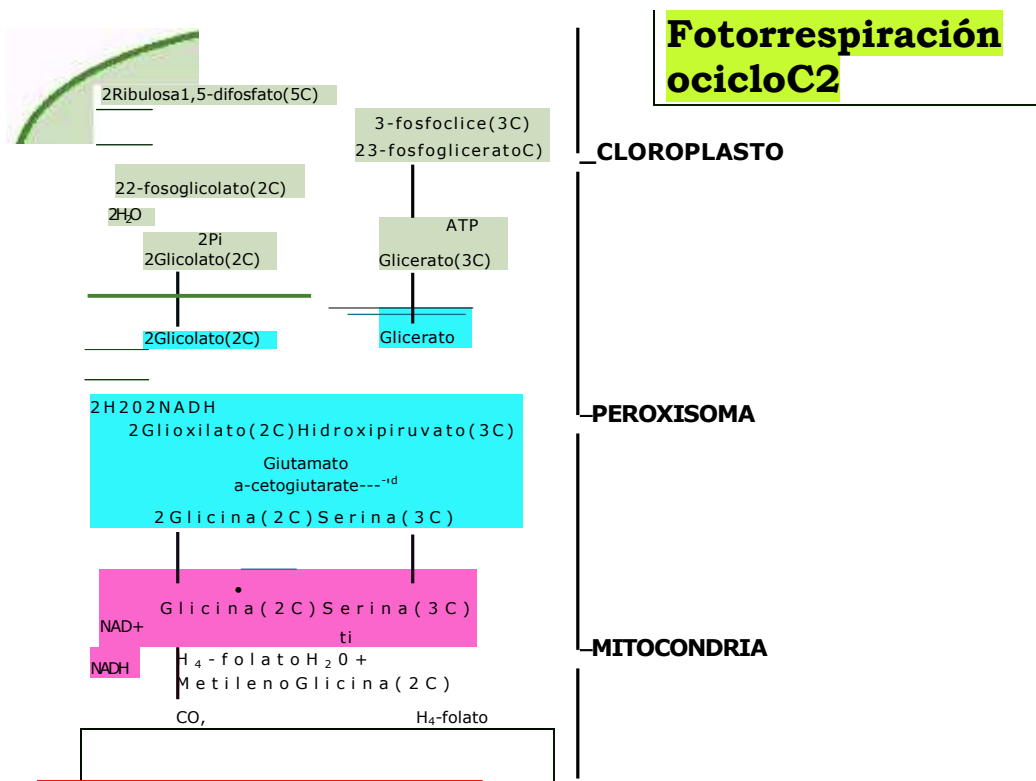 Fotorrespiración
ocicloC2
2Ribulosa1,5-difosfato(5C)
3-fosfoclice(3C)
23-fosfogliceratoC)
_CLOROPLASTO
22-fosoglicolato(2C)
2H2O
ATP
2Pi
2Glicolato(2C)
Glicerato(3C)
2Glicolato(2C)
Glicerato
2H202NADH
–PEROXISOMA
2Glioxilato(2C)Hidroxipiruvato(3C)
Giutamato
a-cetogiutarate---
2Glicina(2C)Serina(3C)
Glicina(2C)Serina(3C)
NAD+
ti
–MITOCONDRIA
H4-folatoH20+
NADH
MetilenoGlicina(2C)
CO,
H4-folato